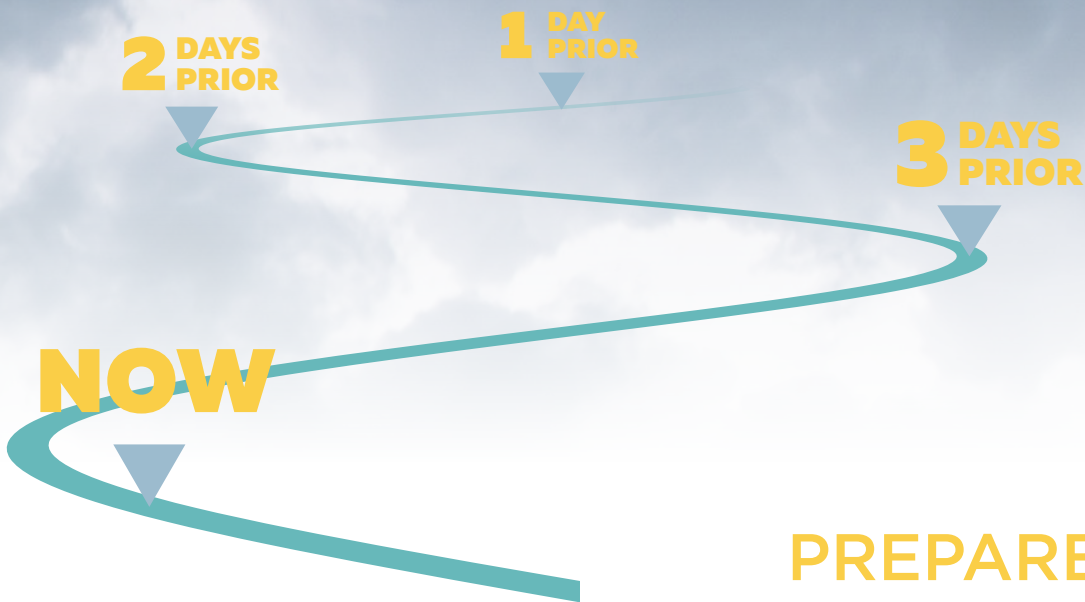 1 DAY
PRIOR
2 DAYS
PRIOR
3 DAYS
PRIOR
NOW
PREPARE